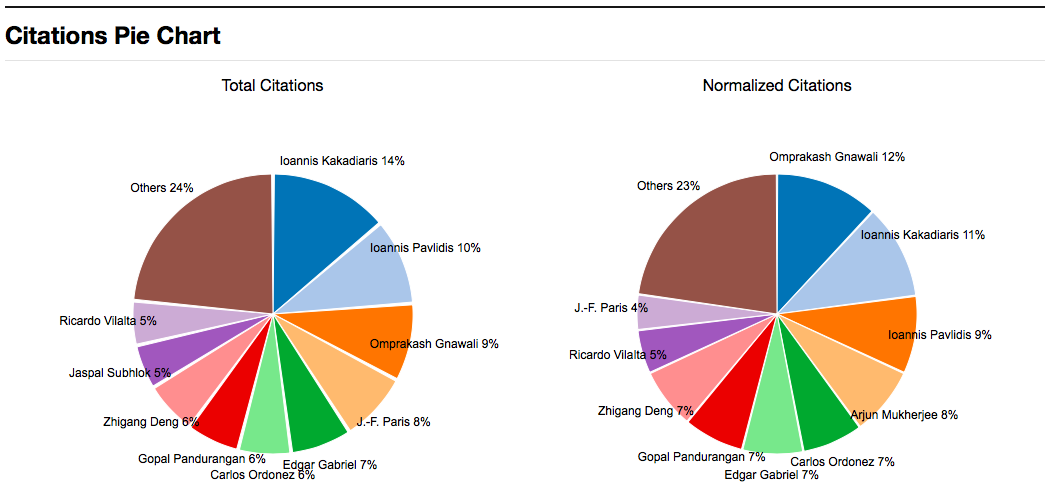 Citations Pie Chart
Total Citations
Ioannis Kakadiaris 14%
Others 24%
Ioannis Pavlidis 10%
Ricardo Vilalta 5%
Omprakash Gnawali 9%
Jaspal Subhlok 5%
Zhigang Deng 6%
J.-F. Paris 8%
Gopal Pandurangan 6%
Edgar Gabriel 7%
Carlos Ordonez 6%
Normalized Citations
Omprakash Gnawali 12%
Others 23%
Ioannis Kakadiaris 11%
J.-F. Paris 4%
Ioannis Pavlidis 9%
Ricardo Vilalta 5%
Zhigang Deng 7%
Arjun Mukherjee 8%
Gopal Pandurangan 7%
Carlos Ordonez 7%
Edgar Gabriel 7%